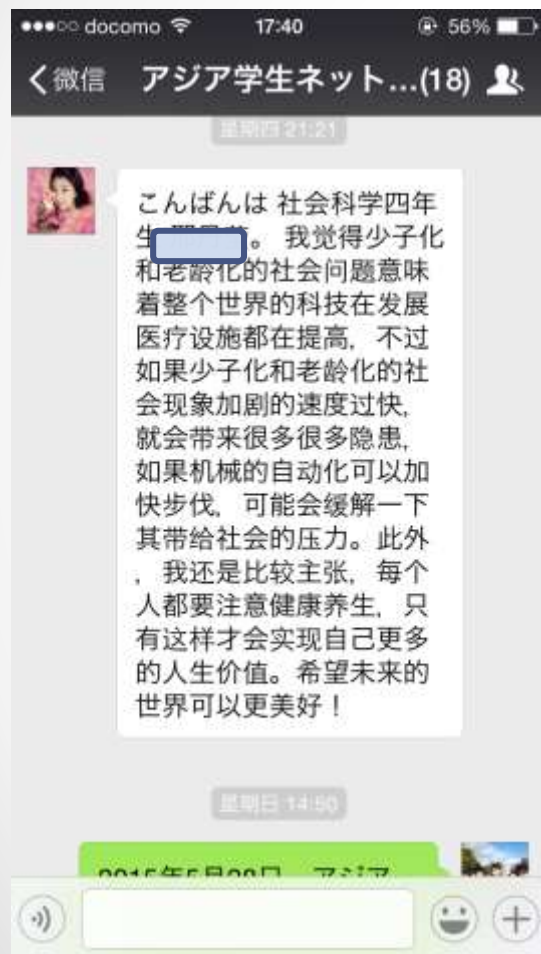 docomo 17:40 56%
微信 アジア学生ネット...(18)
星期四 21:21
こんばんは 社会科学四年
生 。 我觉得少子化
和老龄化的社会问题意味
着整个世界的科技在发展
医疗设施都在提高，不过
如果少子化和老龄化的社
会现象加剧的速度过快，
就会带来很多很多隐患，
如果机械的自动化可以加
快步伐，可能会缓解一下
其带给社会的压力。此外
，我还是比较主张，每个
人都要注意健康养生，只
有这样才会实现自己更多
的人生价值。希望未来的
世界可以更美好！
星期日 14:50
2015年5月28日 アジア